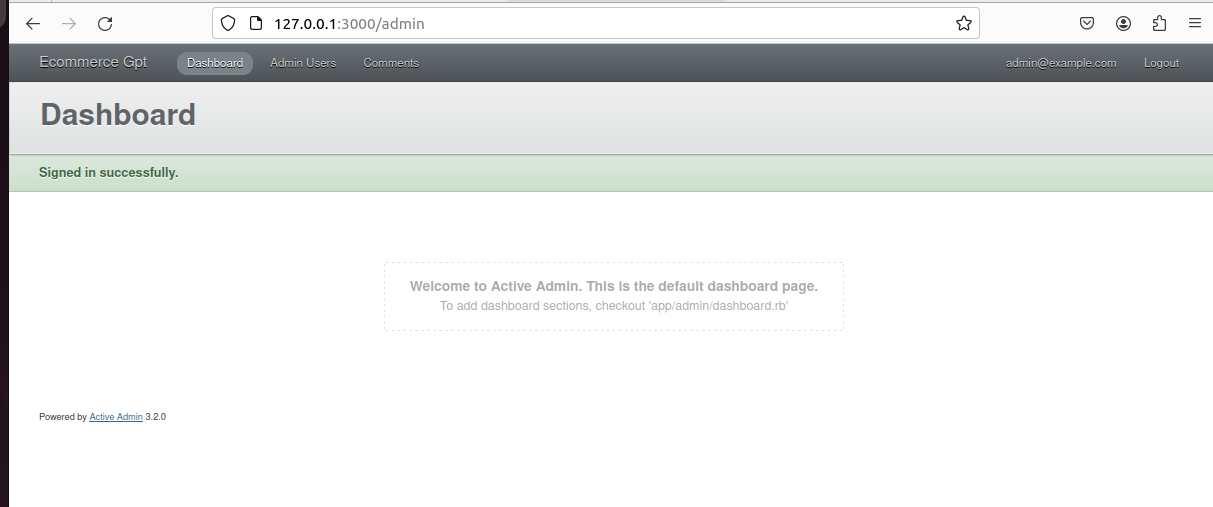 127.0.0.1:3000/admin
Ecommerce Gpt Dashboard Admin Users Comments admin@example.com Logout
Dashboard
Signed in successfully.
Welcome to Active Admin. This is the default dashboard page.
To add dashboard sections, checkout 'app/admin/dashboard.rb'
Powered by Active Admin 3.2.0